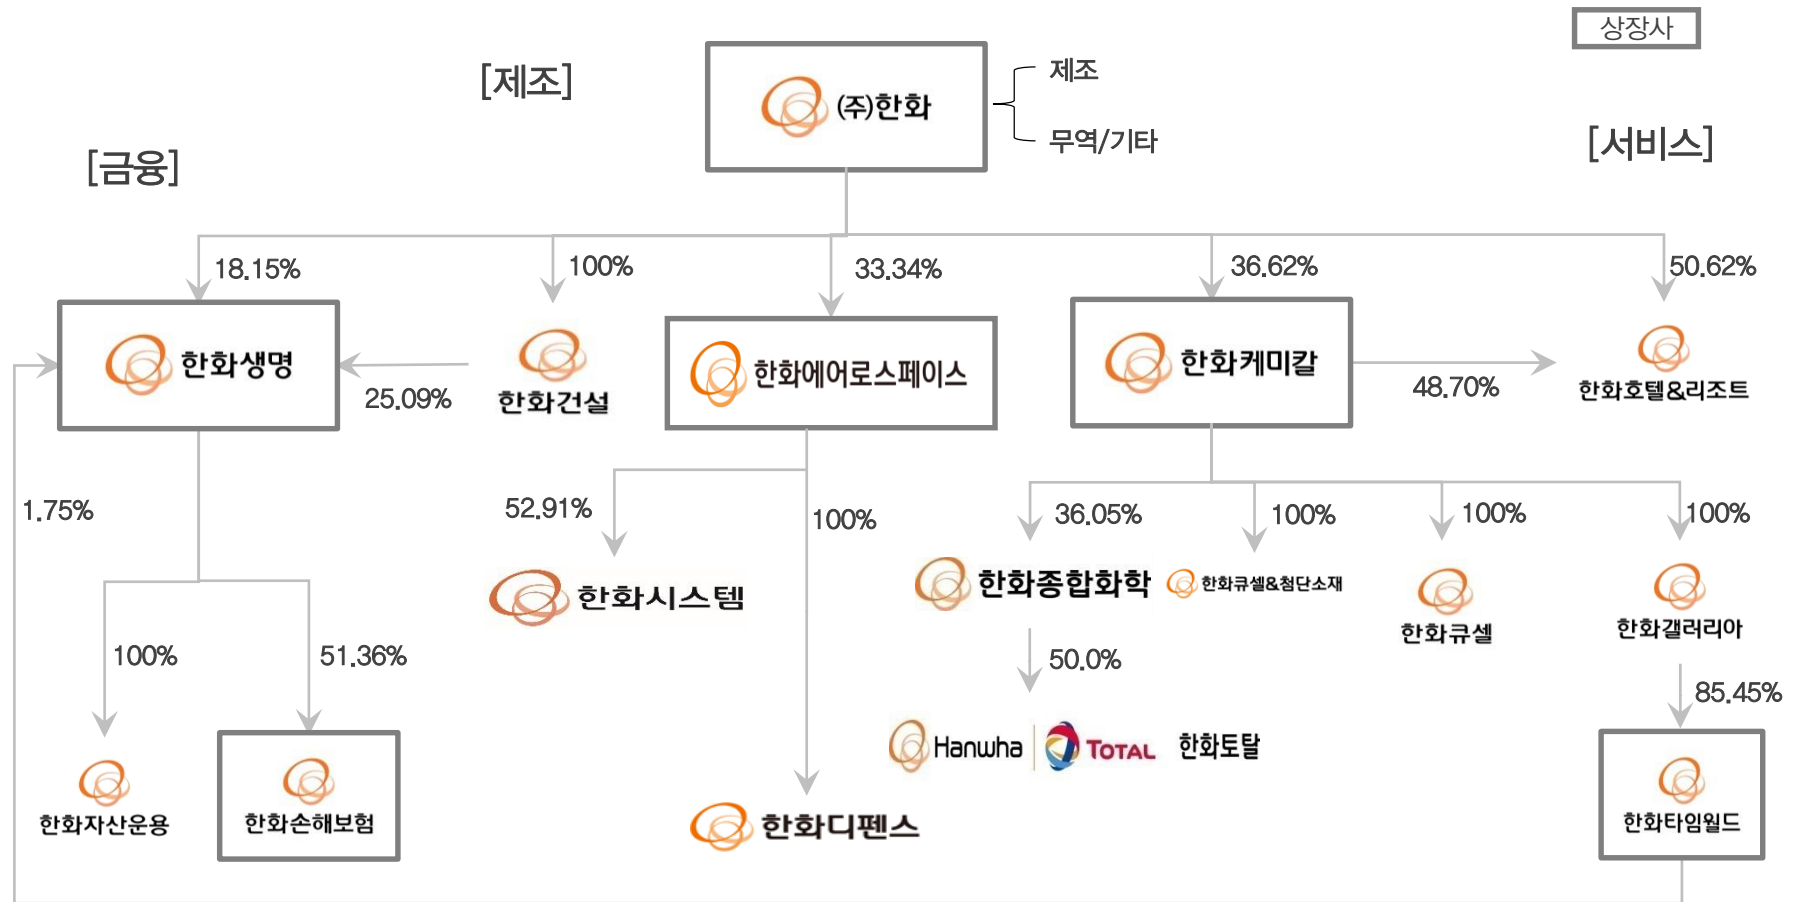 상장사
[제조]
(주)한화
제조
무역/기타
[금융]
[서비스]
18.15%
100%
33.34%
36.62%
50.62%
한화생명
25.09%
한화건설
한화에어로스페이스
한화케미칼
48.70%
한화호텔&리조트
1.75%
52.91%
100%
36.05%
100%
100%
100%
한화시스템
한화종합화학
한화큐셀&첨단소재
한화큐셀
한화갤러리아
100%
51.36%
50.0%
85.45%
Hanwha
TOTAL
한화토탈
한화자산운용
한화손해보험
한화디펜스
한화타임월드